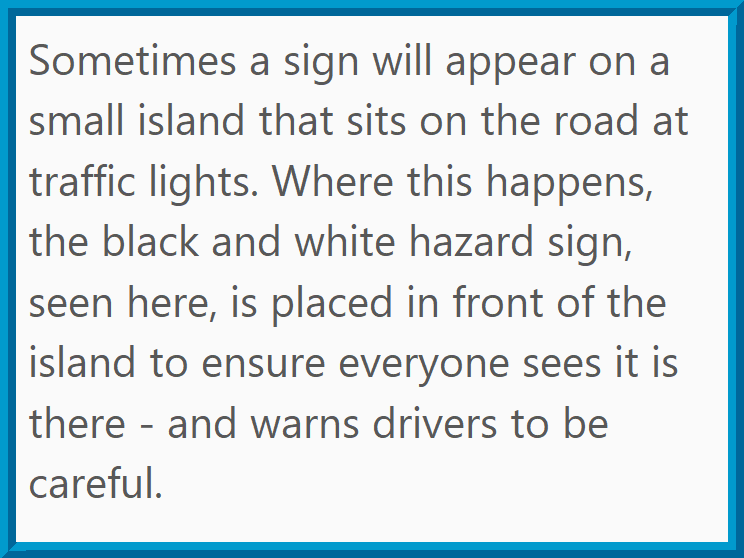 Sometimes a sign will appear on a
small island that sits on the road at
traffic lights. Where this happens,
the black and white hazard sign,
seen here, is placed in front of the
island to ensure everyone sees it is
there - and warns drivers to be
careful.